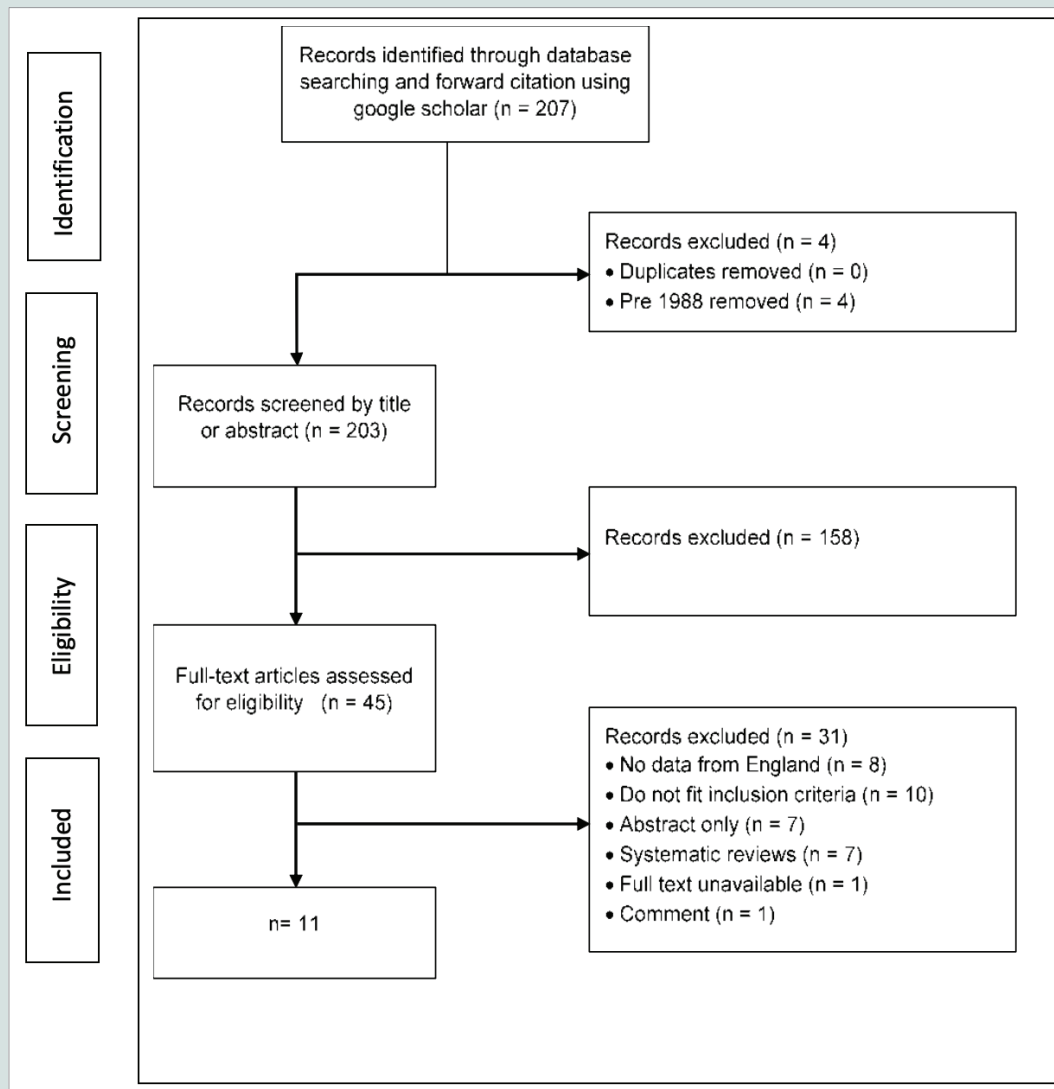 Identification
Records identified through database
searching and forward citation using
google scholar (n = 207)
Records excluded (n = 4)
• Duplicates removed (n = 0)
• Pre 1988 removed (n = 4)
Screening
Records screened by title
or abstract (n = 203)
Records excluded (n = 158)
Eligibility
Full-text articles assessed
for eligibility (n = 45)
Records excluded (n = 31)
• No data from England (n = 8)
• Do not fit inclusion criteria (n = 10)
• Abstract only (n = 7)
• Systematic reviews (n = 7)
• Full text unavailable (n = 1)
• Comment (n = 1)
Included
n= 11